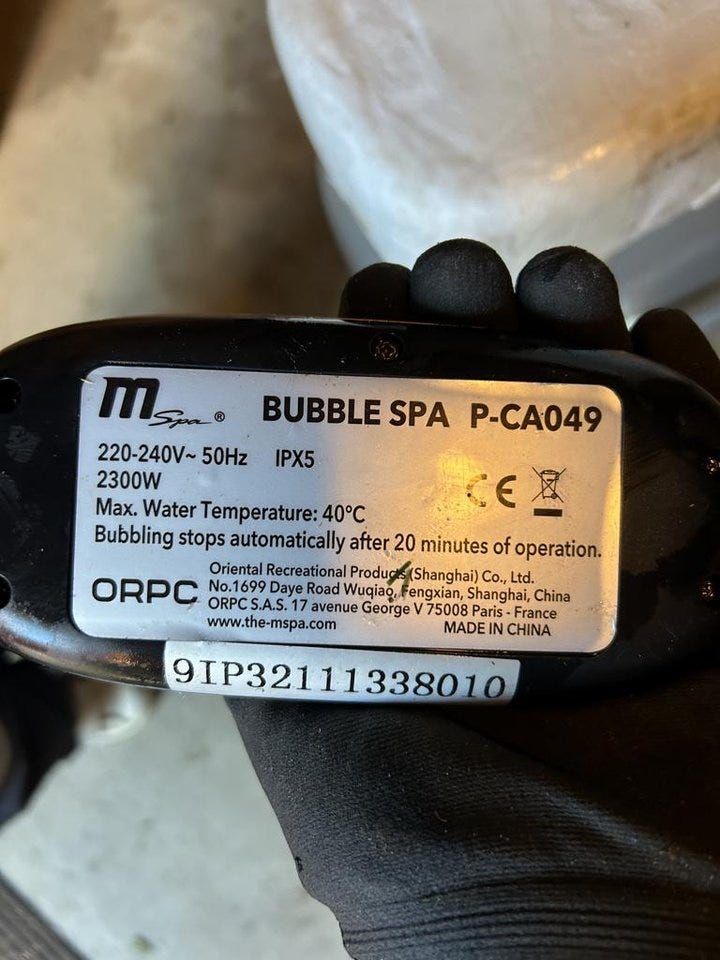 mSpa® BUBBLE SPA P-CA049
220-240V~ 50Hz IPX5
2300W
CE
Max. Water Temperature: 40°C
Bubbling stops automatically after 20 minutes of operation.
ORPC
Oriental Recreational Products (Shanghai) Co., Ltd.
No.1699 Daye Road Wuqiao, Fengxian, Shanghai, China
ORPC S.A.S. 17 avenue George V 75008 Paris - France
www.the-mspa.com MADE IN CHINA
9IP32111338010